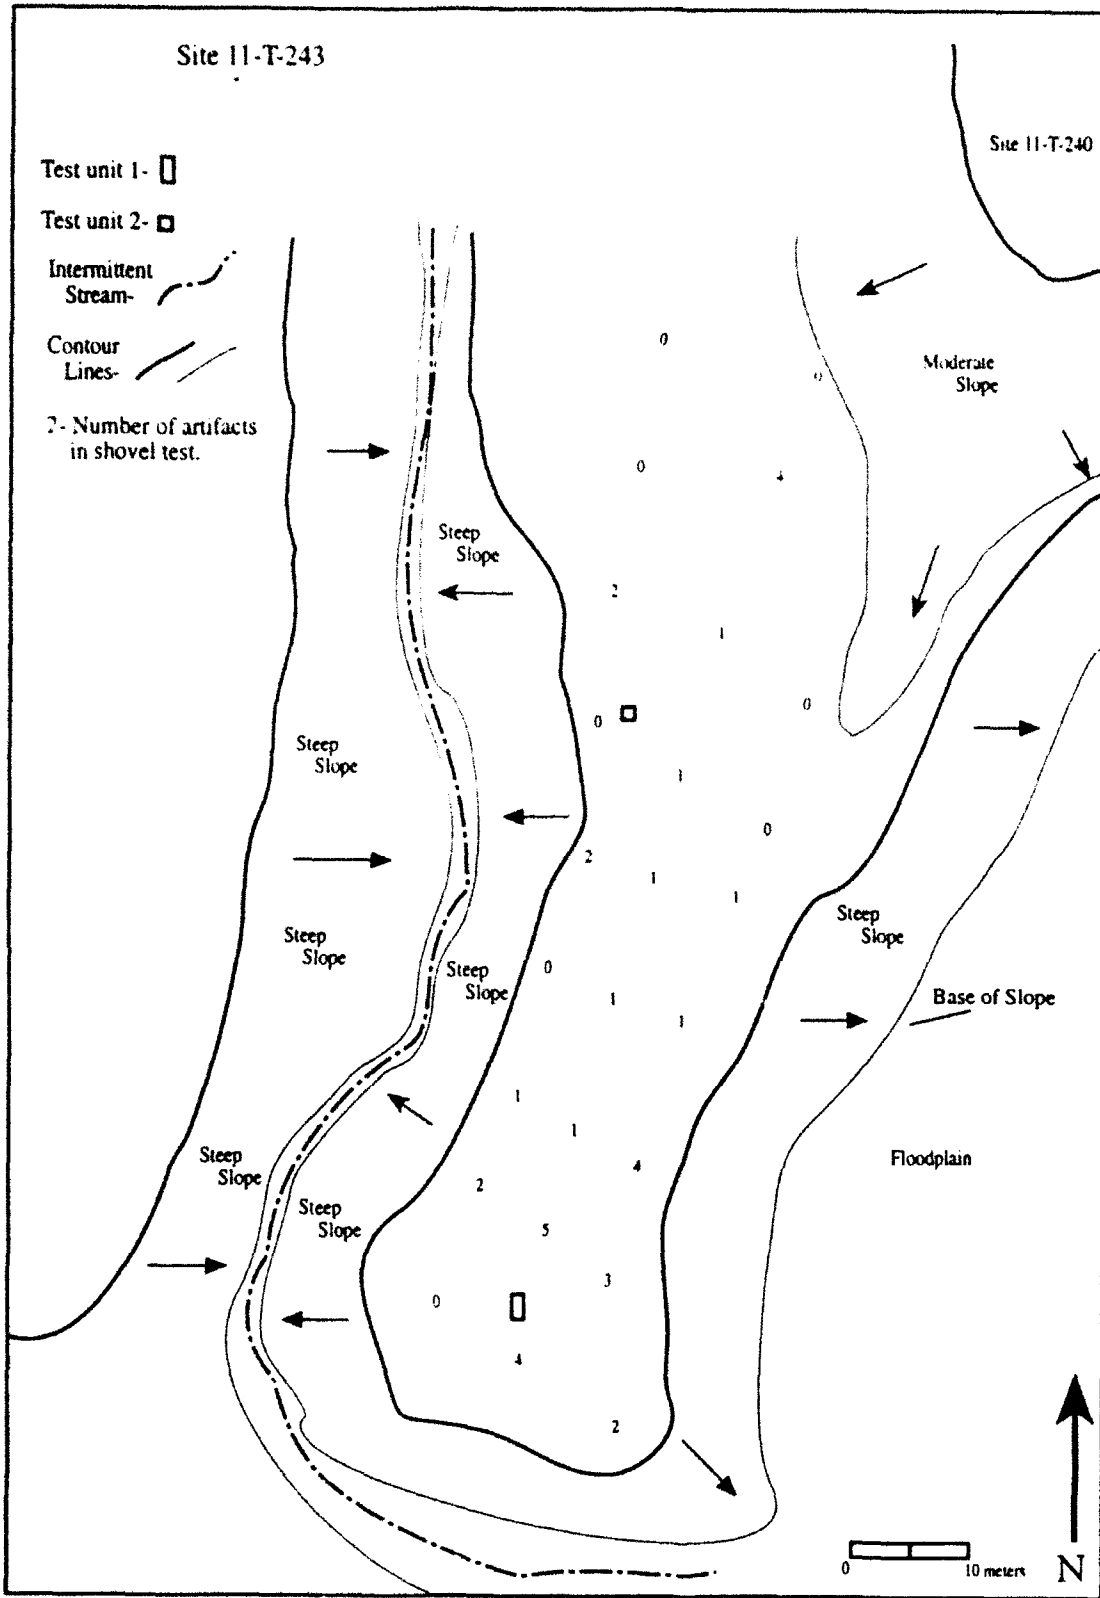 Site 11-T-243
Site 11-T-240
Test unit 1-
Test unit 2-
Intermittent
Stream-
Contour
Lines-
2- Number of artifacts
in shovel test.
Moderate
Slope
0
0
0
4
Steep
Slope
2
1
0
0
Steep
Slope
1
0
2
1
1
Steep
Slope
Steep
Slope
Steep
Slope
0
1
1
Base of Slope
1
1
4
Floodplain
Steep
Slope
2
Steep
Slope
5
3
0
4
2
0
10 meters
N